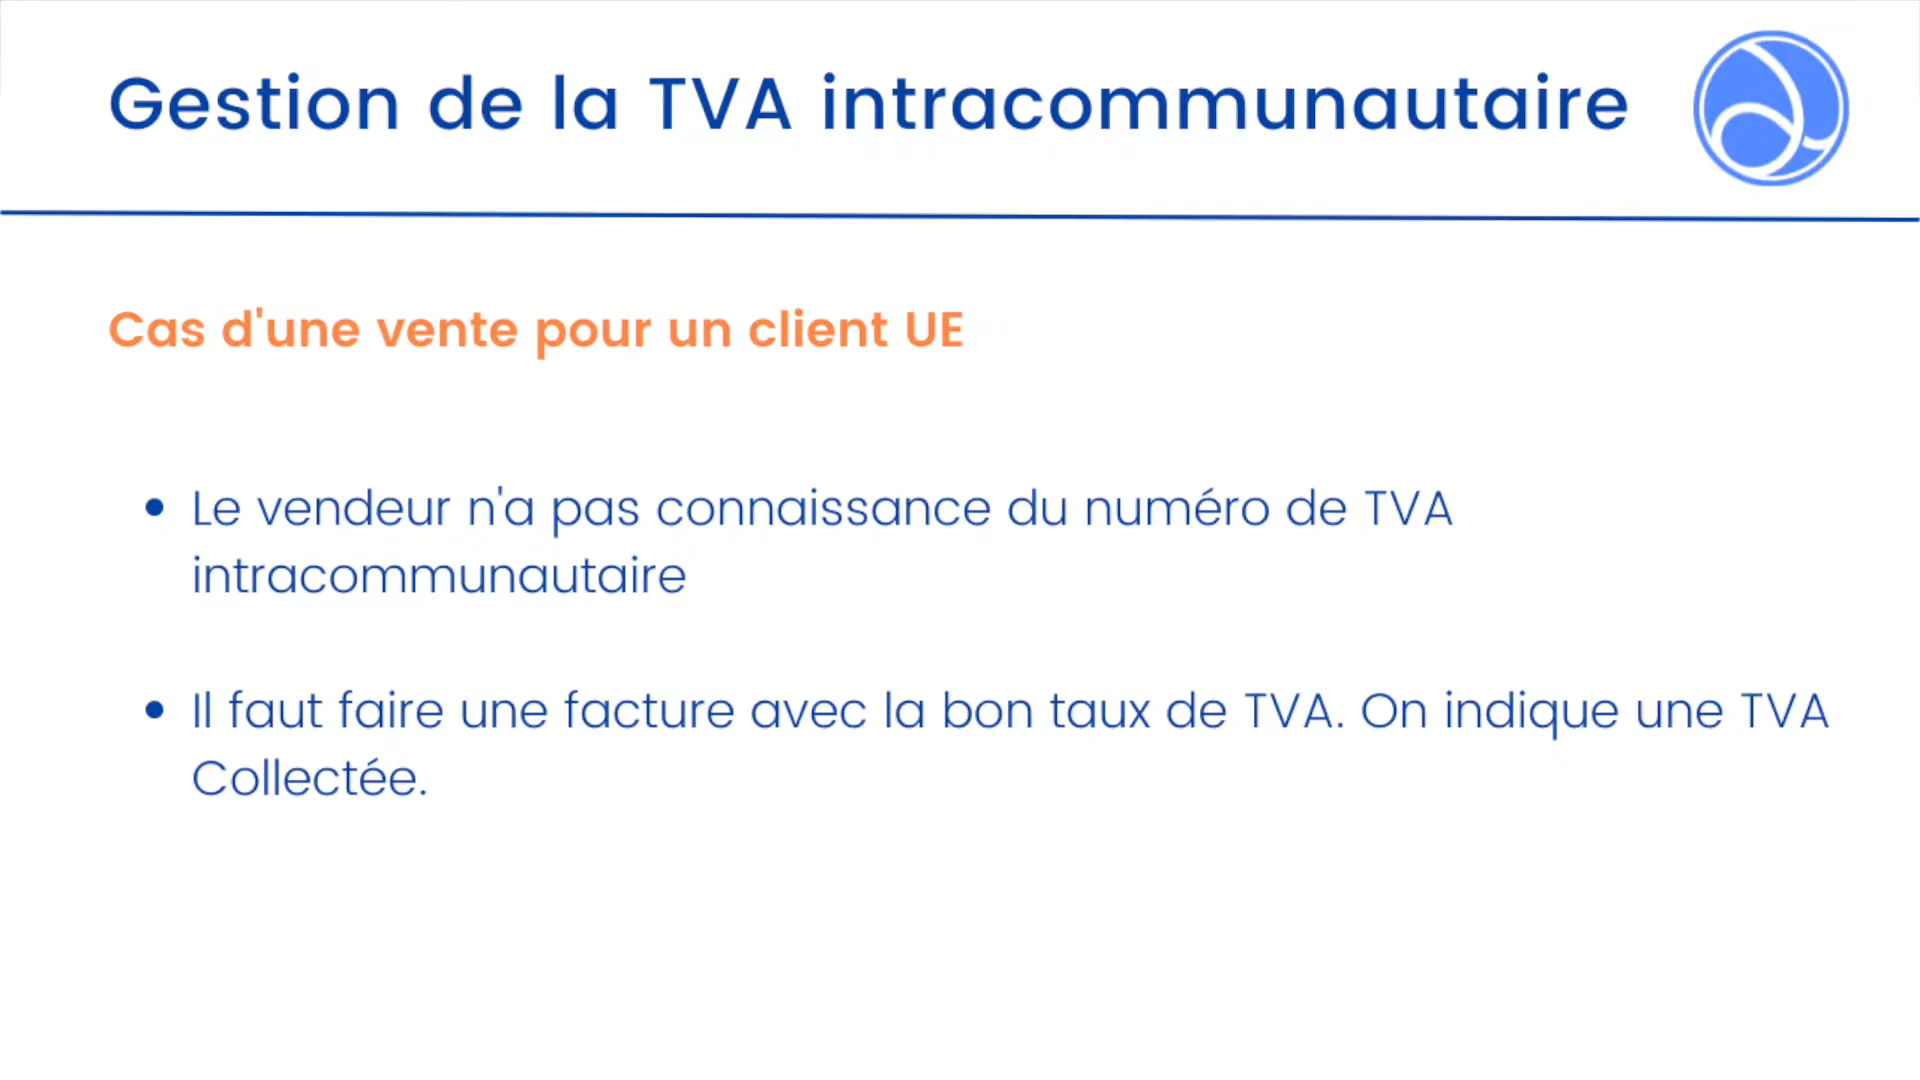 Gestion de la TVA intracommunautaire
Cas d'une vente pour un client UE
• Le vendeur n'a pas connaissance du numéro de TVA
intracommunautaire
• Il faut faire une facture avec la bon taux de TVA. On indique une TVA
Collectée.